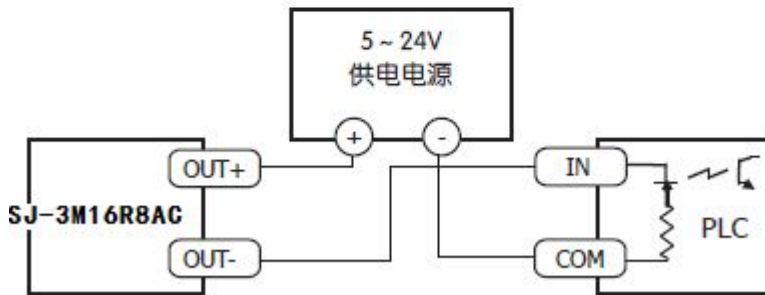 5~24V
供电电源
+ -
OUT+ IN
SJ-3M16R8AC PLC
OUT- COM